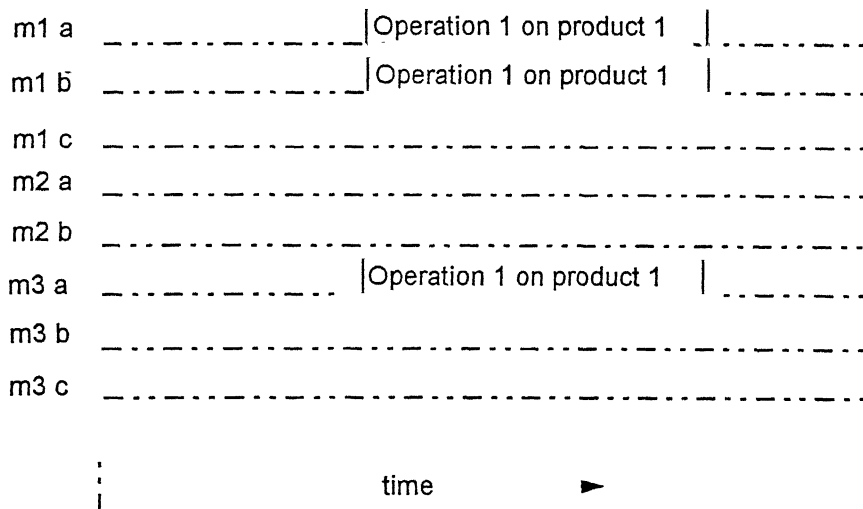 m1 a Operation 1 on product 1
m1 b Operation 1 on product 1
m1 c
m2 a
m2 b
m3 a Operation 1 on product 1
m3 b
m3 c
time